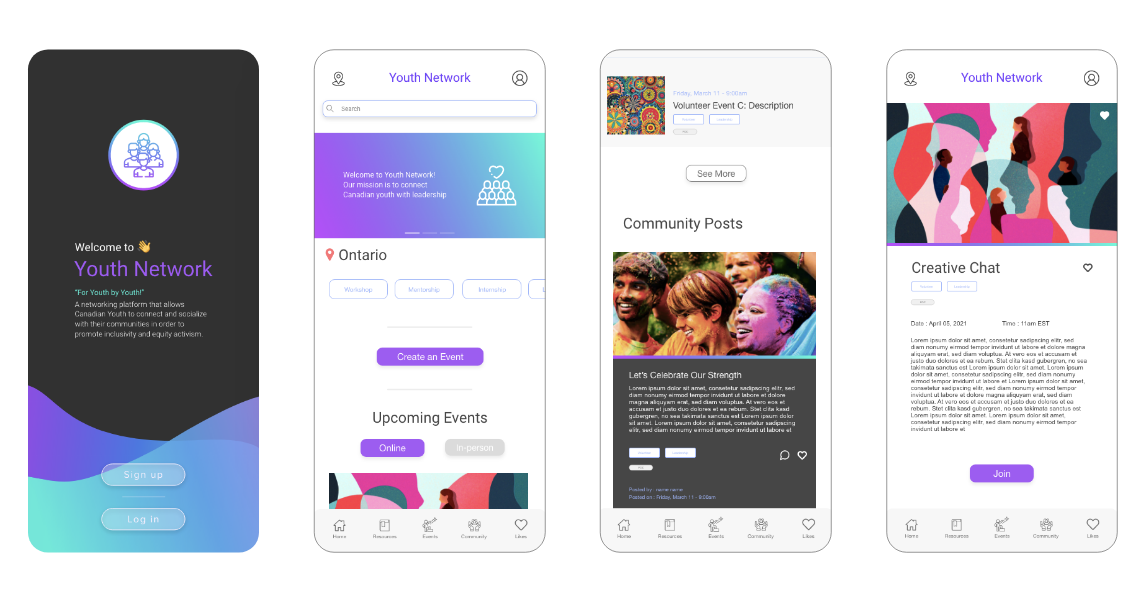 Welcome to 👋
Youth Network
"For Youth by Youth!"
A networking platform that allows
Canadian Youth to connect and socialize
with their communities in order to
promote inclusivity and equity activism.
Sign up
Log in
Youth Network
Search
Welcome to Youth Network!
Our mission is to connect
Canadian youth with leadership
Ontario
Workshop
Mentorship
Internship
L
Create an Event
Upcoming Events
Online
In-person
Home
Resources
Events
Community
Likes
Friday, March 11 - 9:00am
Volunteer Event C: Description
See More
Community Posts
Let's Celebrate Our Strength
Lorem ipsum dolor sit amet, consetetur sadipscing elitr, sed
diam nonumy eirmod tempor invidunt ut labore et dolore
magna aliquyam erat, sed diam voluptua. At vero eos et
accusam et justo duo dolores et ea rebum. Stet clita kasd
gubergren, no sea takimata sanctus est Lorem ipsum dolor
sit amet. Lorem ipsum dolor sit amet, consetetur sadipscing
elitr, sed diam nonumy eirmod tempor invidunt ut labore et
Posted by : name name
Posted on : Friday, March 11 - 9:00am
Home
Resources
Events
Community
Likes
Youth Network
Creative Chat
Date : April 05, 2021
Time : 11am EST
Lorem ipsum dolor sit amet, consetetur sadipscing elitr, sed
diam nonumy eirmod tempor invidunt ut labore et dolore magna
aliquyam erat, sed diam voluptua. At vero eos et accusam et
justo duo dolores et ea rebum. Stet clita kasd gubergren, no sea
takimata sanctus est Lorem ipsum dolor sit amet. Lorem ipsum
dolor sit amet, consetetur sadipscing elitr, sed diam nonumy
eirmod tempor invidunt ut labore et dolore magna aliquyam erat,
sed diam voluptua. At vero eos et accusam et justo duo dolores
et ea rebum. Stet clita kasd gubergren, no sea takimata sanctus
est Lorem ipsum dolor sit amet. Lorem ipsum dolor sit amet,
consetetur sadipscing elitr, sed diam nonumy eirmod tempor
invidunt ut labore et
Join
Home
Resources
Events
Community
Likes